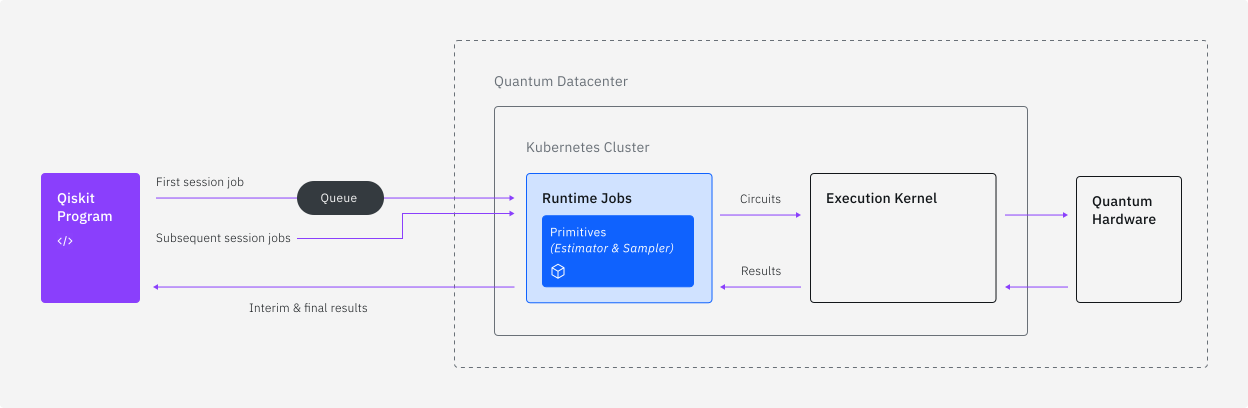 Quantum Datacenter
Kubernetes Cluster
Qiskit
Program
</>
First session job
Queue
Subsequent session jobs
Interim & final results
Runtime Jobs
Primitives
(Estimator & Sampler)
Circuits
Results
Execution Kernel
Quantum
Hardware